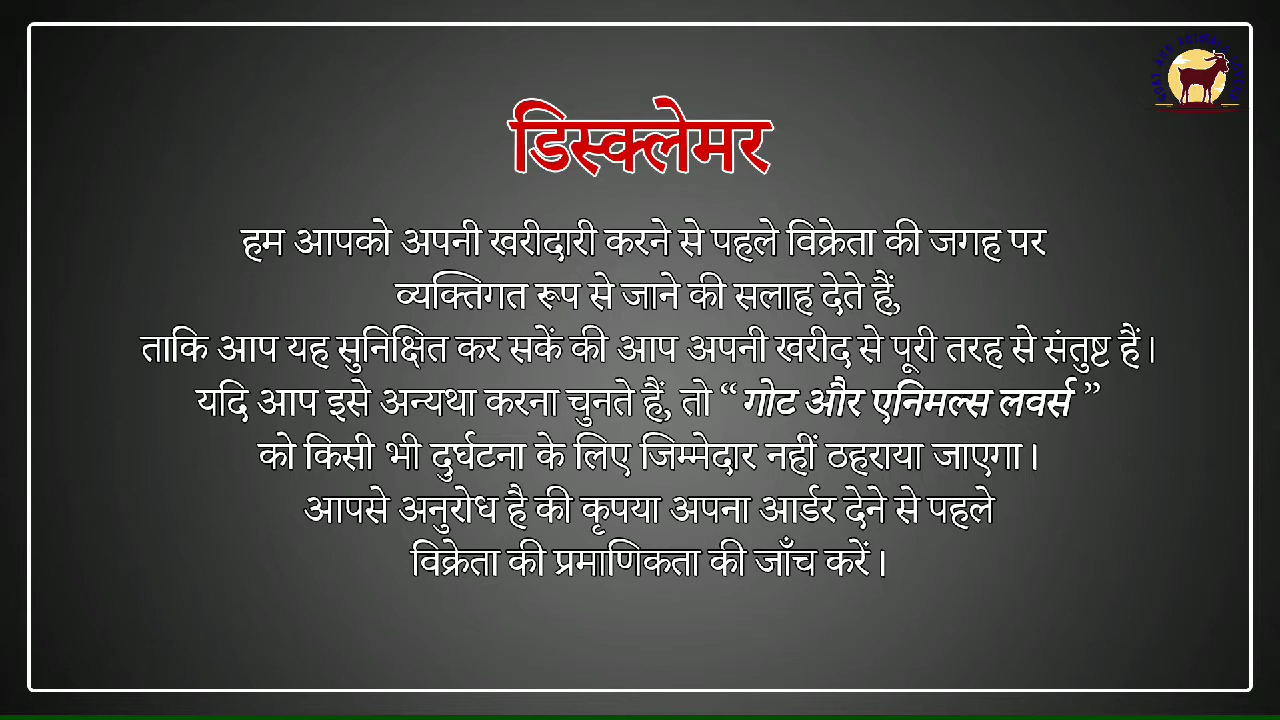 डिस्क्लेमर
हम आपको अपनी खरीदारी करने से पहले विक्रेता की जगह पर
व्यक्तिगत रूप से जाने की सलाह देते हैं,
ताकि आप यह सुनिक्षित कर सकें की आप अपनी खरीद से पूरी तरह से संतुष्ट हैं।
यदि आप इसे अन्यथा करना चुनते हैं, तो “गोट और एनिमल्स लवर्स ”
को किसी भी दुर्घटना के लिए जिम्मेदार नहीं ठहराया जाएगा।
आपसे अनुरोध है की कृपया अपना आर्डर देने से पहले
विक्रेता की प्रमाणिकता की जाँच करें।